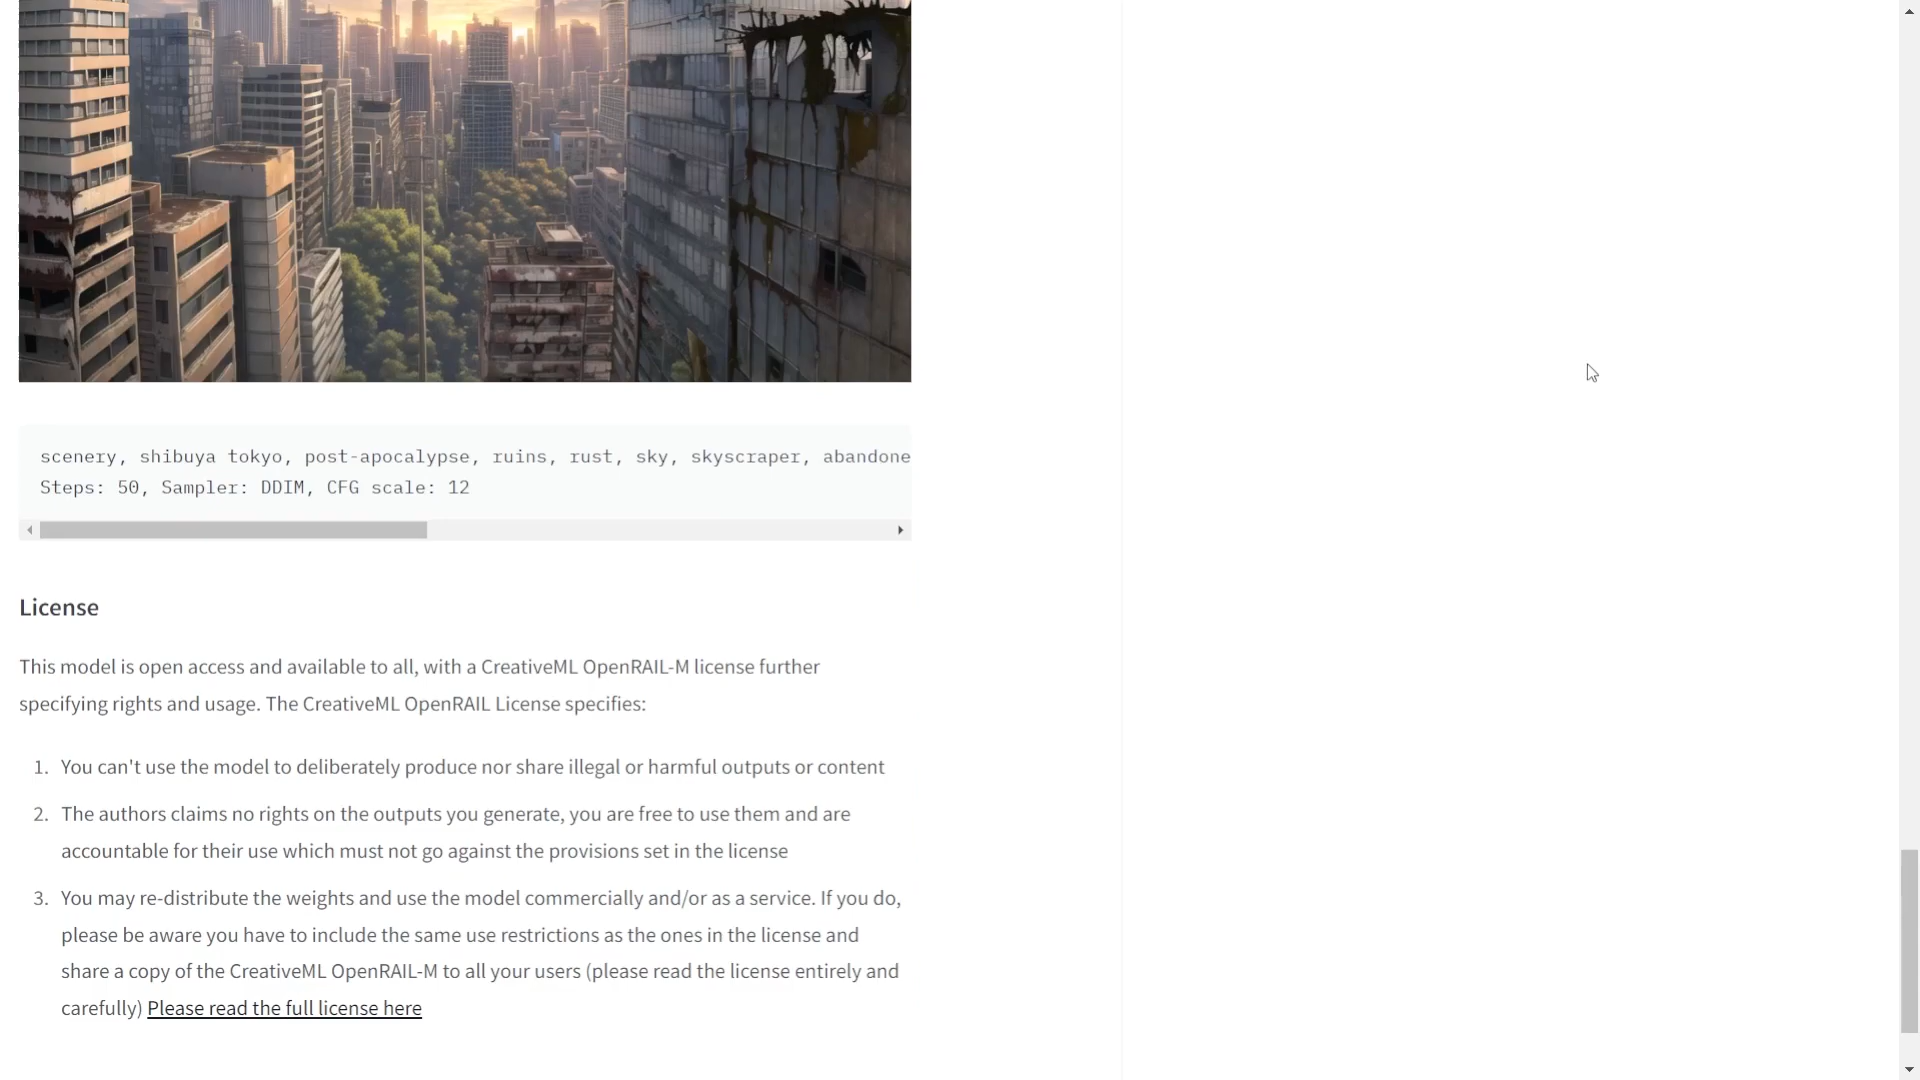 scenery, shibuya tokyo, post-apocalypse, ruins, rust, sky, skyscraper, abandone
Steps: 50, Sampler: DDIM, CFG scale: 12
License
This model is open access and available to all, with a CreativeML OpenRAIL-M license further
specifying rights and usage. The CreativeML OpenRAIL License specifies:
1. You can't use the model to deliberately produce nor share illegal or harmful outputs or content
2. The authors claims no rights on the outputs you generate, you are free to use them and are
accountable for their use which must not go against the provisions set in the license
3. You may re-distribute the weights and use the model commercially and/or as a service. If you do,
please be aware you have to include the same use restrictions as the ones in the license and
share a copy of the CreativeML OpenRAIL-M to all your users (please read the license entirely and
carefully) Please read the full license here